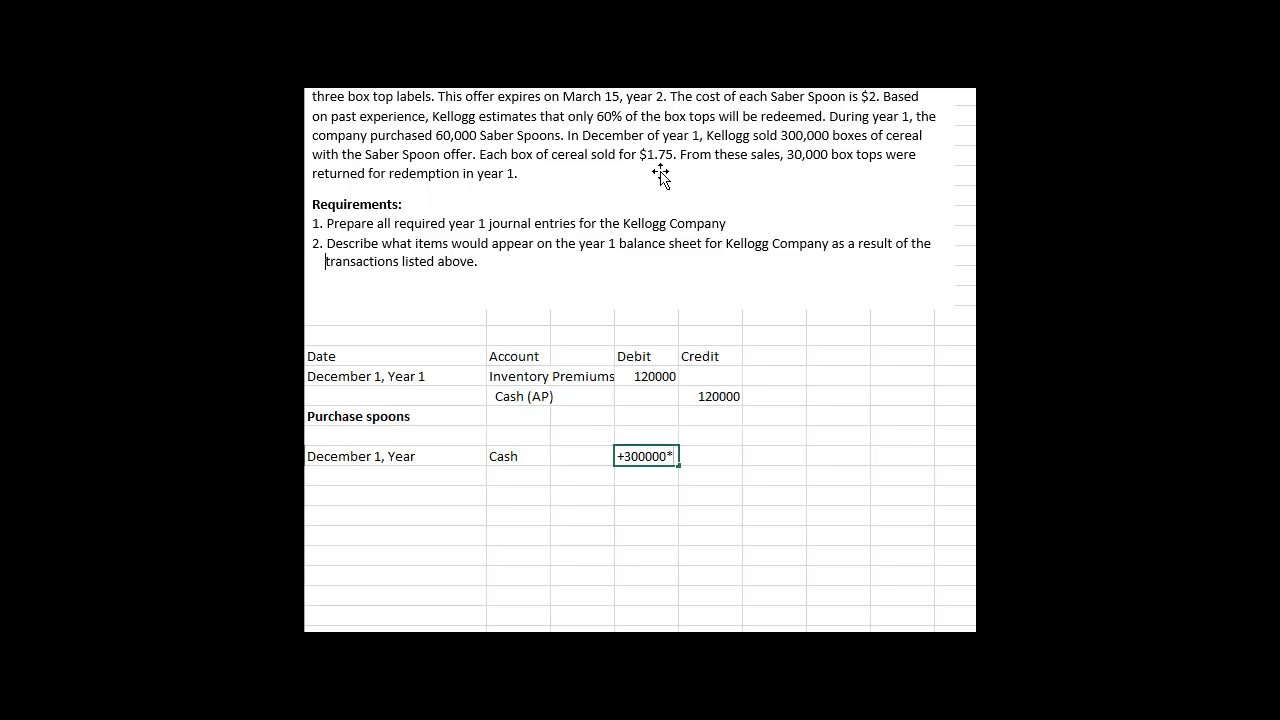 three box top labels. This offer expires on March 15, year 2. The cost of each Saber Spoon is $2. Based
on past experience, Kellogg estimates that only 60% of the box tops will be redeemed. During year 1, the
company purchased 60,000 Saber Spoons. In December of year 1, Kellogg sold 300,000 boxes of cereal
with the Saber Spoon offer. Each box of cereal sold for $1.75. From these sales, 30,000 box tops were
returned for redemption in year 1.
Requirements:
1. Prepare all required year 1 journal entries for the Kellogg Company
2. Describe what items would appear on the year 1 balance sheet for Kellogg Company as a result of the
transactions listed above.
Date Account Debit Credit
December 1, Year 1 Inventory Premiums 120000
Cash (AP) 120000
Purchase spoons
December 1, Year Cash +300000*